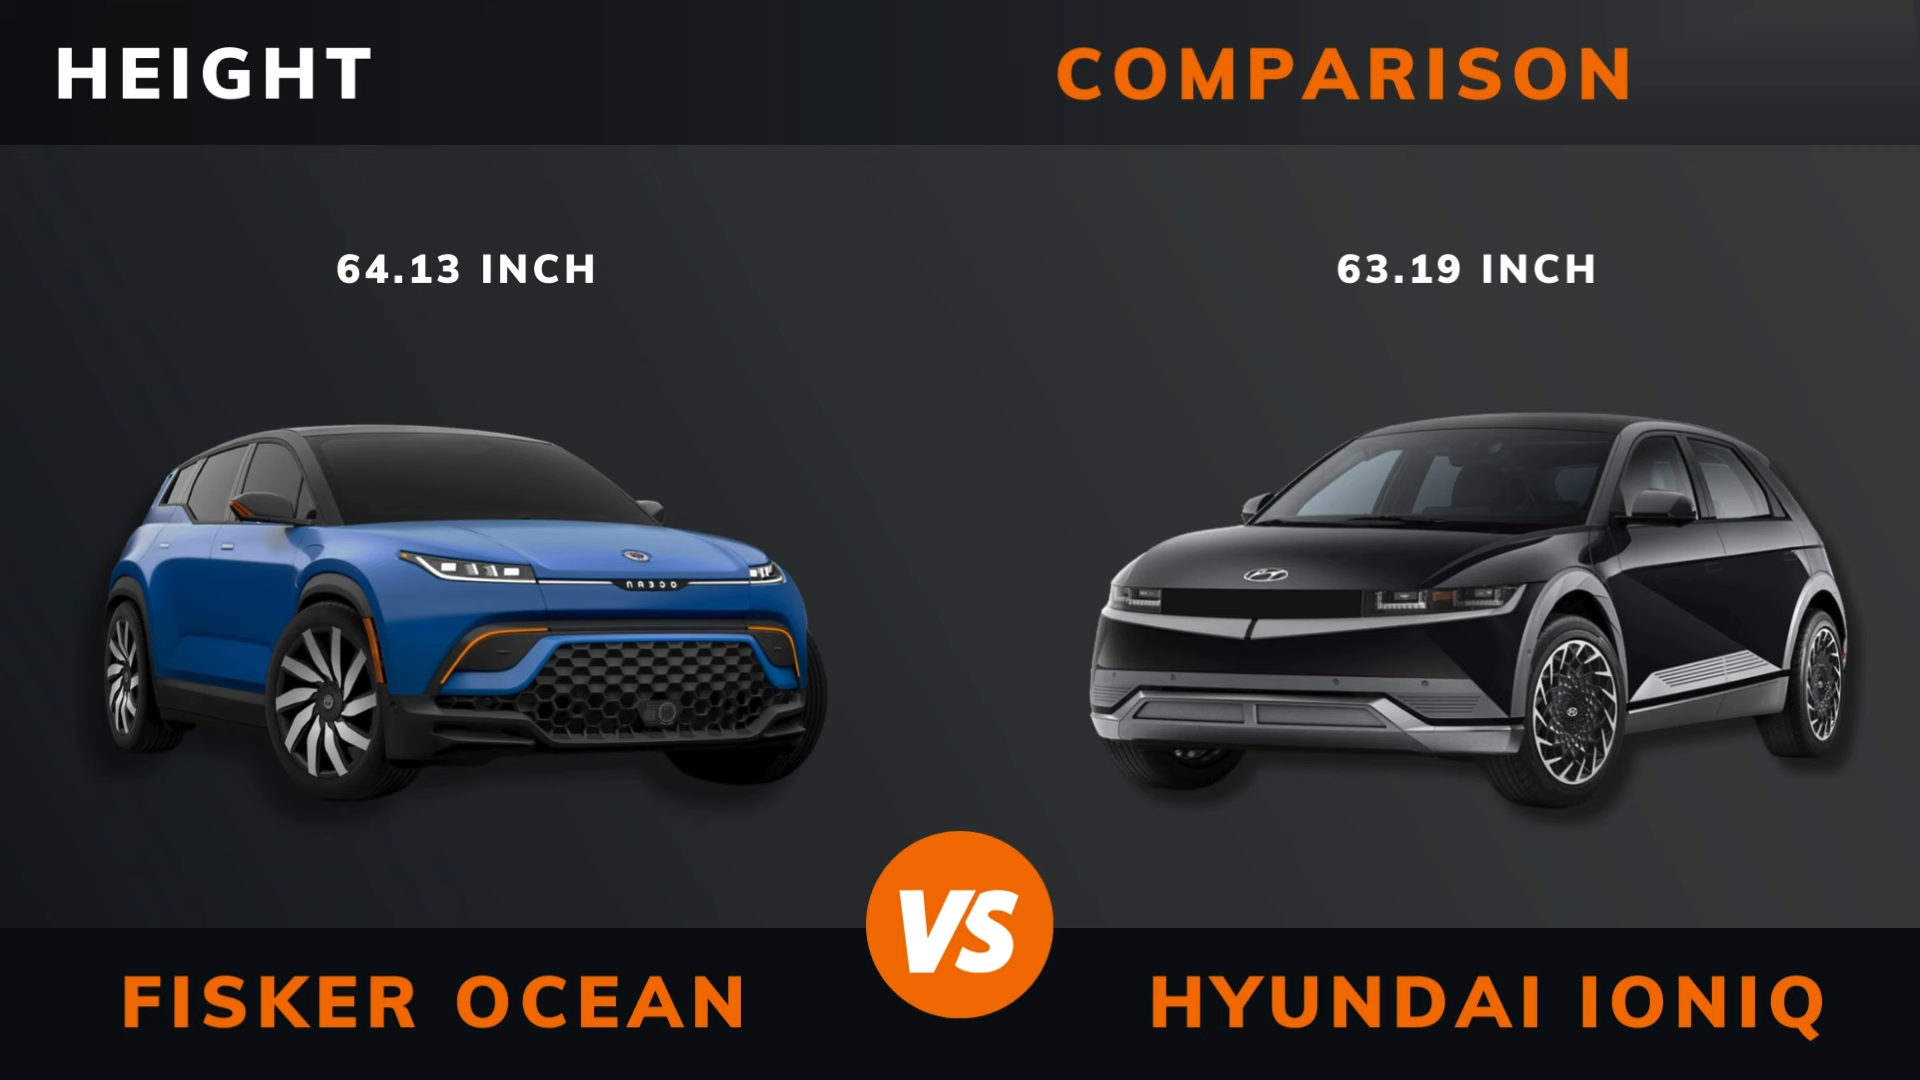 HEIGHT COMPARISON
64.13 INCH 63.19 INCH
VS
FISKER OCEAN HYUNDAI IONIQ